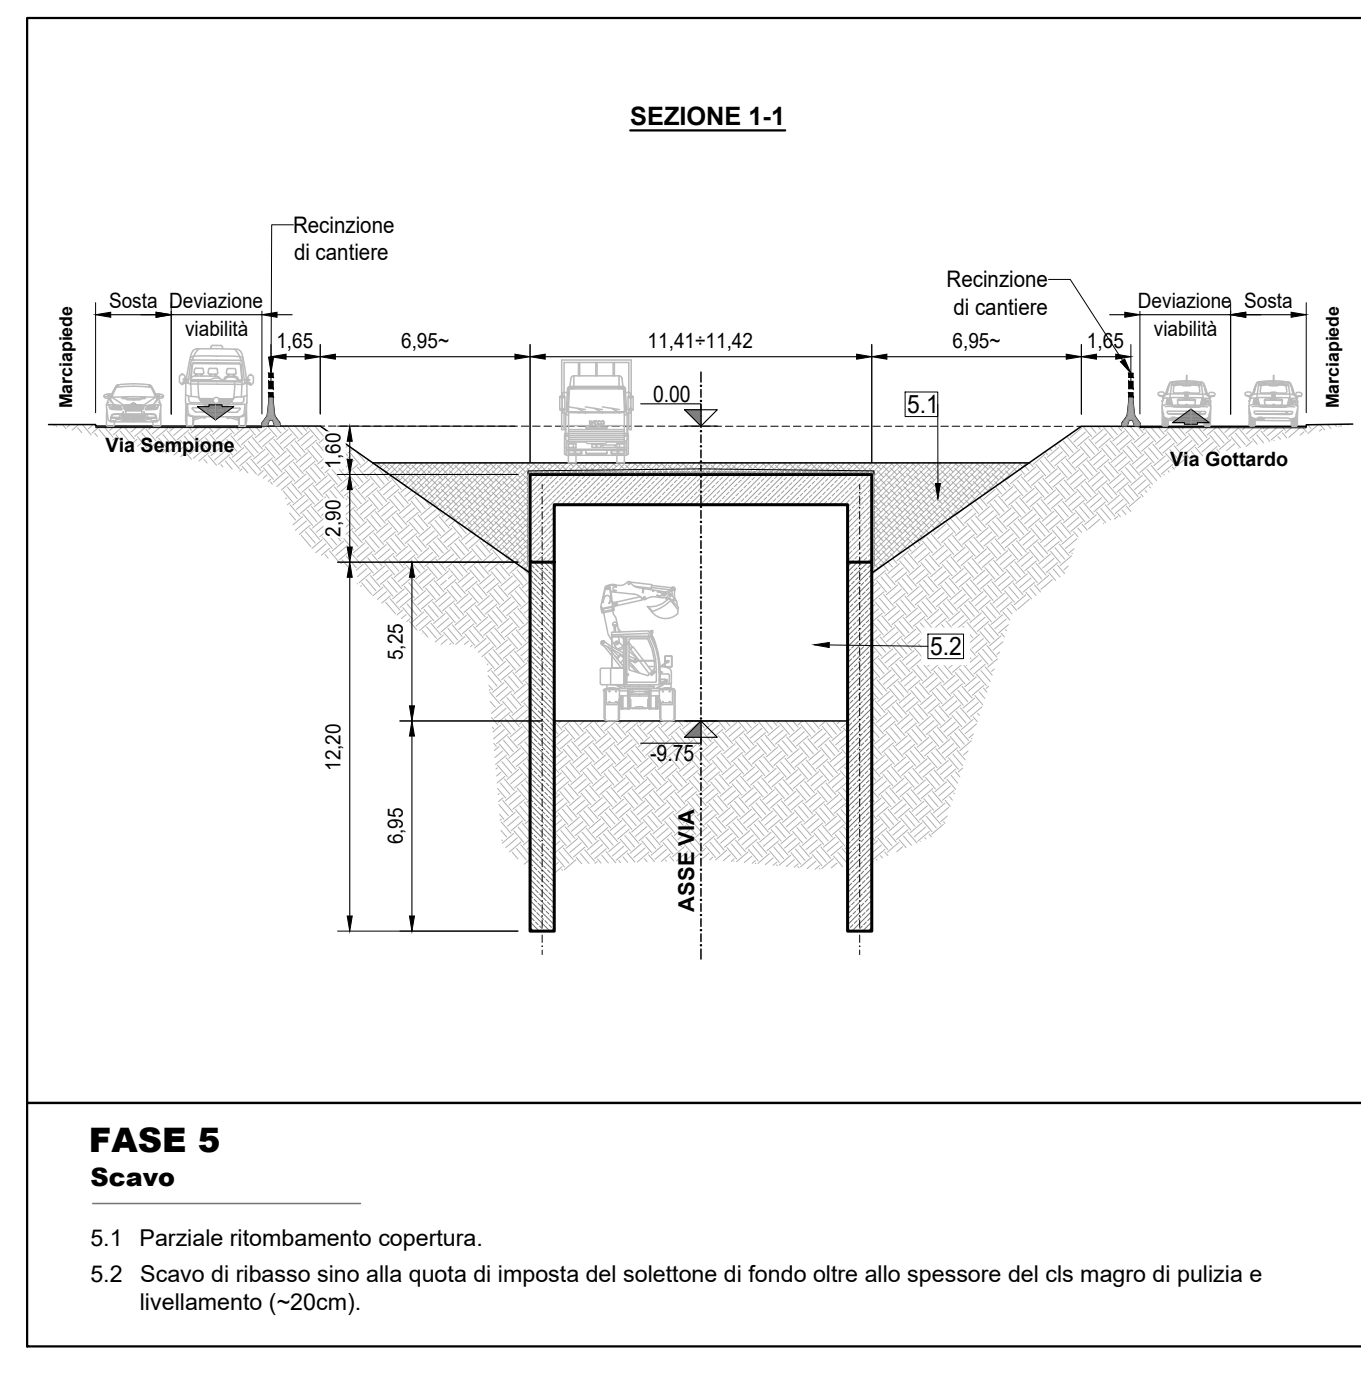 SEZIONE 1-1
Recinzione
di cantiere
Recinzione
di cantiere
Marciapiede
Sosta
Deviazione
viabilità
Deviazione
viabilità
Sosta
Marciapiede
1,65
6,95~
11,41÷11,42
6,95~
1,65
0.00
5.1
Via Sempione
Via Gottardo
1,60
2,90
5,25
5.2
12,20
-9.75
6,95
ASSE VIA
FASE 5
Scavo
5.1 Parziale ritombamento copertura.
5.2 Scavo di ribasso sino alla quota di imposta del solettone di fondo oltre allo spessore del cls magro di pulizia e
livellamento (~20cm).